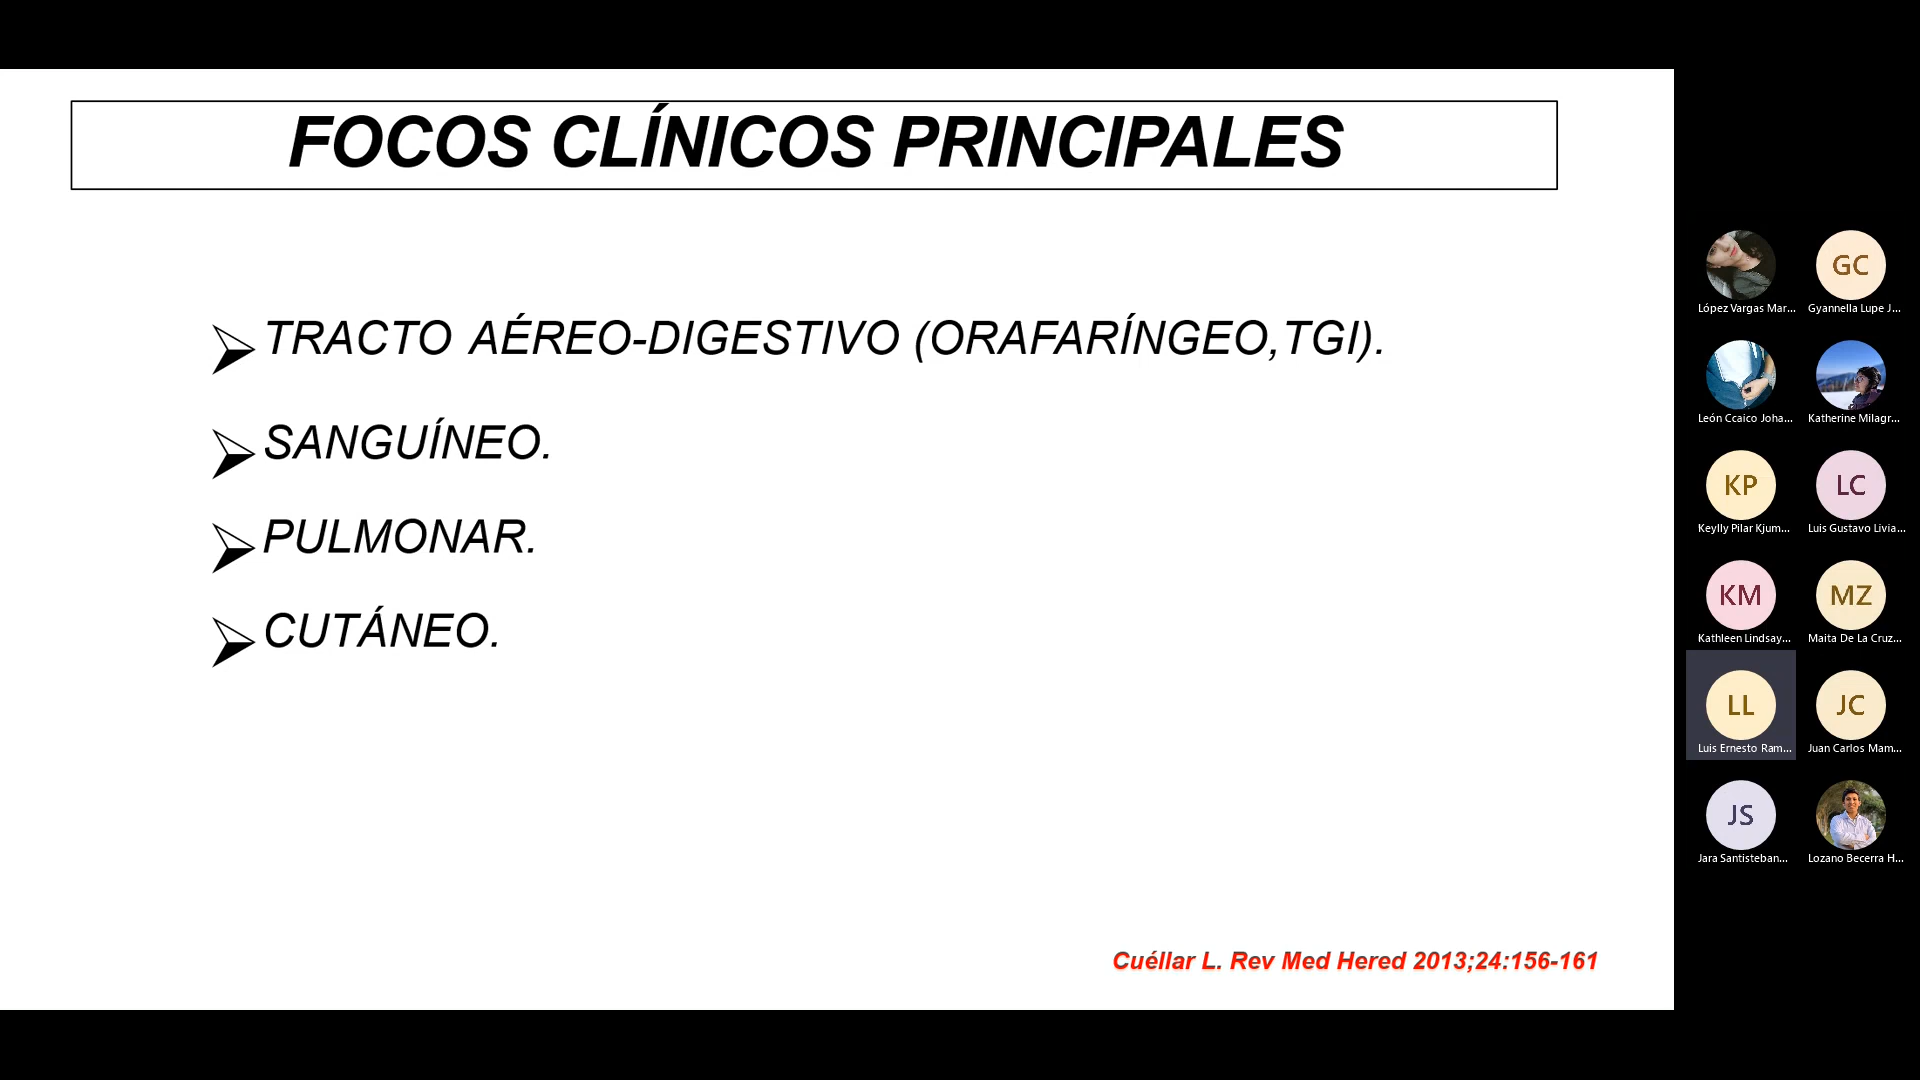 FOCOS CLÍNICOS PRINCIPALES
TRACTO AÉREO-DIGESTIVO (ORAFARÍNGEO,TGI).
SANGUÍNEO.
PULMONAR.
CUTÁNEO.
Cuéllar L. Rev Med Hered 2013;24:156-161
GC
López Vargas Mar...
Gyannella Lupe J...
León Ccaico Joha...
Katherine Milagr...
KP
LC
Keylly Pilar Kjum...
Luis Gustavo Livia...
KM
MZ
Kathleen Lindsay...
Maita De La Cruz...
LL
JC
Luis Ernesto Ram...
Juan Carlos Mam...
JS
Jara Santisteban...
Lozano Becerra H...